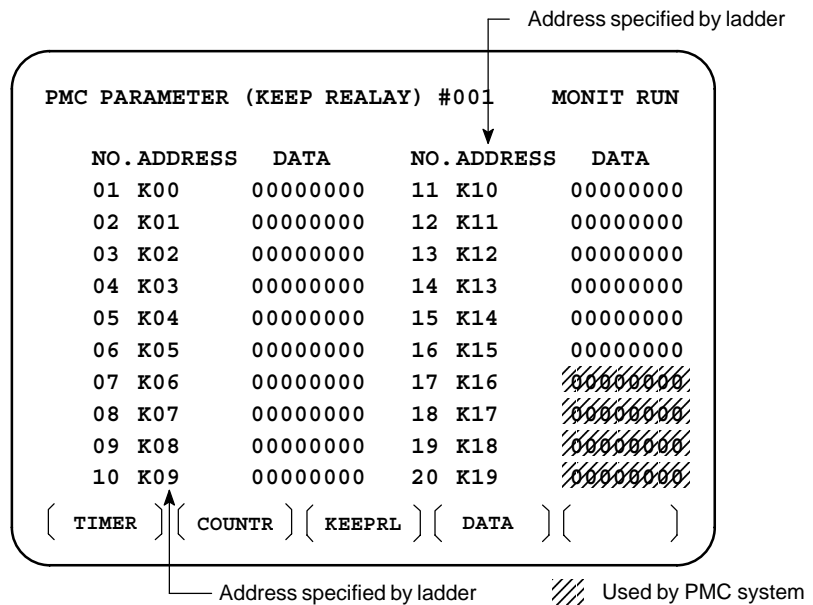 Address specified by ladder
PMC PARAMETER (KEEP REALAY) #001 MONIT RUN
NO. ADDRESS DATA NO. ADDRESS DATA
01 K00 00000000 11 K10 00000000
02 K01 00000000 12 K11 00000000
03 K02 00000000 13 K12 00000000
04 K03 00000000 14 K13 00000000
05 K04 00000000 15 K14 00000000
06 K05 00000000 16 K15 00000000
07 K06 00000000 17 K16 00000000
08 K07 00000000 18 K17 00000000
09 K08 00000000 19 K18 00000000
10 K09 00000000 20 K19 00000000
TIMER COUNTR KEEPRL DATA
Address specified by ladder Used by PMC system